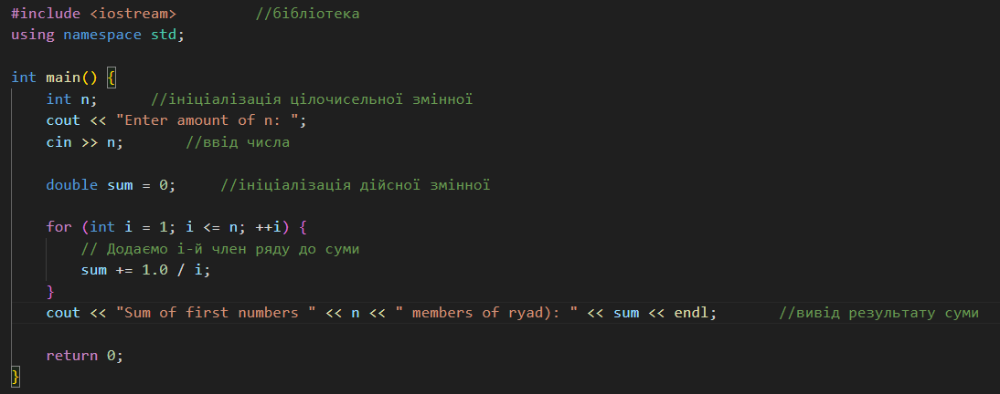 #include <iostream>         //бібліотека
using namespace std;
int main() {
    int n;      //ініціалізація цілочисельної змінної
    cout << "Enter amount of n: ";
    cin >> n;       //ввід числа
    double sum = 0;     //ініціалізація дійсної змінної
    for (int i = 1; i <= n; ++i) {
        // Додаємо i-й член ряду до суми
        sum += 1.0 / i;
    }
    cout << "Sum of first numbers " << n << " members of ryad): " << sum << endl;       //вивід результату суми
    return 0;
}